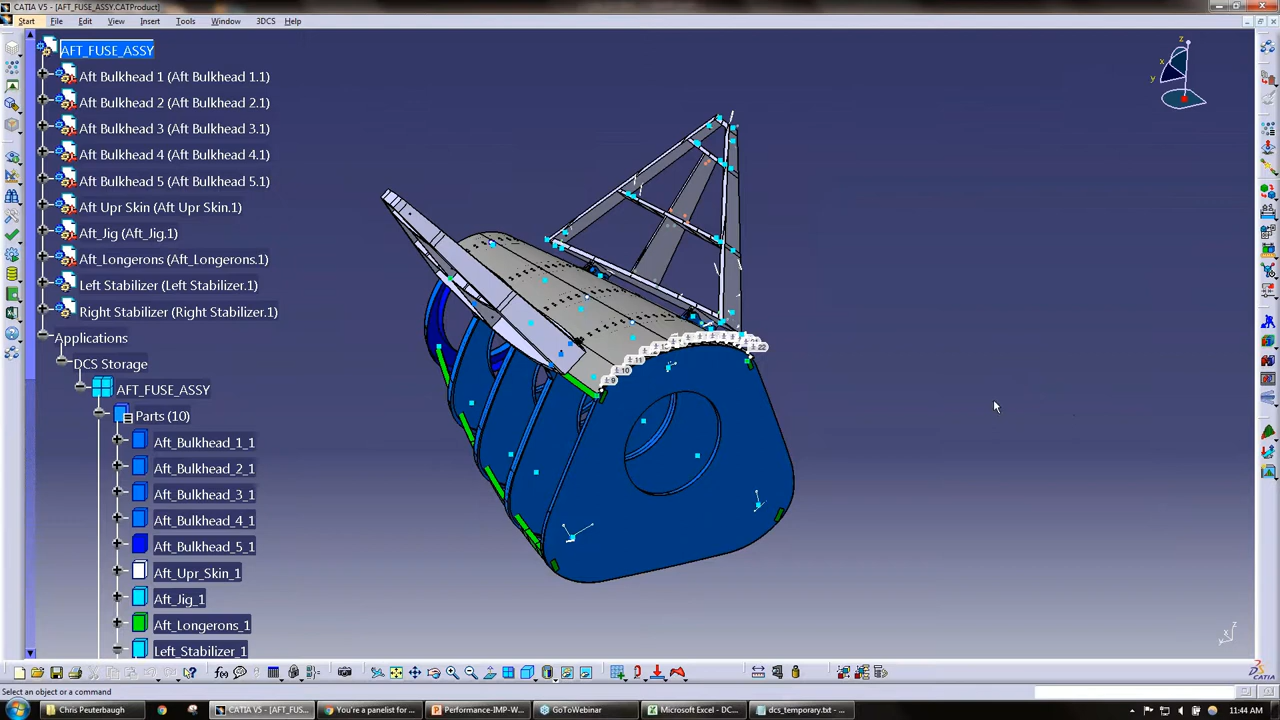 CATIA V5 - [AFT_FUSE_ASSY.CATProduct]
Start File Edit View Insert Tools Window 3DCS Help
AFT_FUSE_ASSY
Aft Bulkhead 1 (Aft Bulkhead 1.1)
Aft Bulkhead 2 (Aft Bulkhead 2.1)
Aft Bulkhead 3 (Aft Bulkhead 3.1)
Aft Bulkhead 4 (Aft Bulkhead 4.1)
Aft Bulkhead 5 (Aft Bulkhead 5.1)
Aft Upr Skin (Aft Upr Skin.1)
Aft_Jig (Aft_Jig.1)
Aft_Longerons (Aft_Longerons.1)
Left Stabilizer (Left Stabilizer.1)
Right Stabilizer (Right Stabilizer.1)
Applications
DCS Storage
AFT_FUSE_ASSY
Parts (10)
Aft_Bulkhead_1_1
Aft_Bulkhead_2_1
Aft_Bulkhead_3_1
Aft_Bulkhead_4_1
Aft_Bulkhead_5_1
Aft_Upr_Skin_1
Aft_Jig_1
Aft_Longerons_1
Left_Stabilizer_1
z
x
y
22
11
10
9
z
x
y
CATIA
Select an object or a command
Chris Peuterbaugh
CATIA V5 - [AFT_FUS...
You're a panelist for ...
Performance-IMP-W...
GoToWebinar
Microsoft Excel - DC...
dcs_temporary.txt - ...
11:44 AM